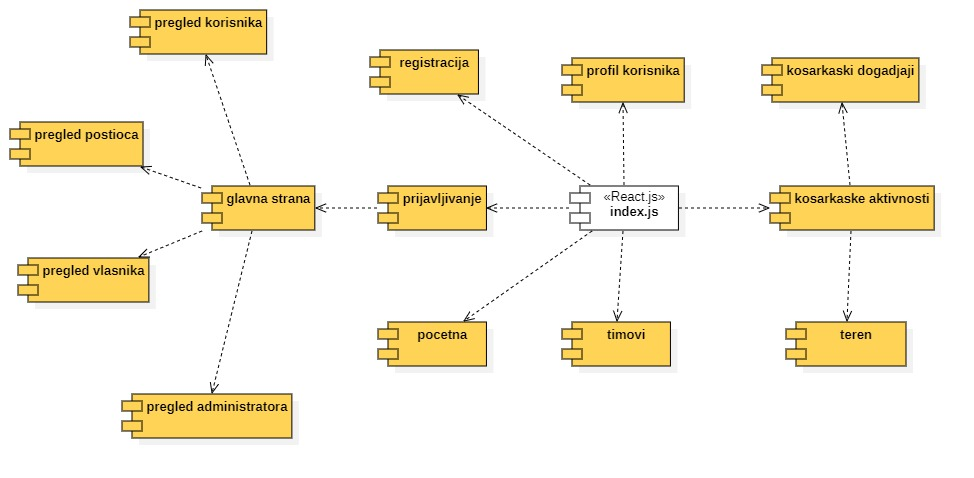 pregled korisnika
registracija
profil korisnika
kosarkaski dogadjaji
pregled postioca
glavna strana
prijavljivanje
«React.js»
index.js
kosarkaske aktivnosti
pregled vlasnika
pocetna
timovi
teren
pregled administratora